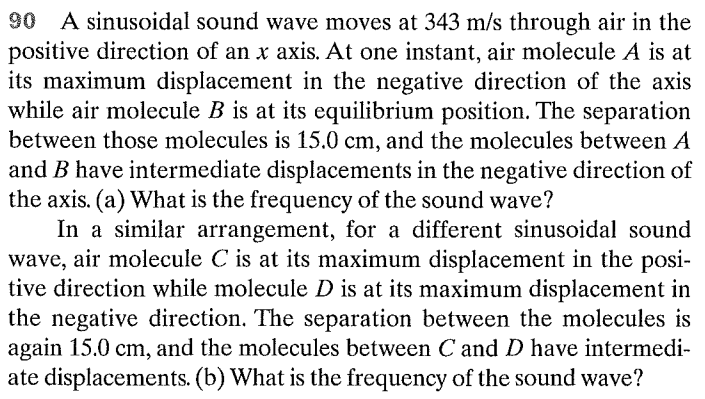 90 A sinusoidal sound wave moves at 343 m/s through air in the
positive direction of an x axis. At one instant, air molecule A is at
its maximum displacement in the negative direction of the axis
while air molecule B is at its equilibrium position. The separation
between those molecules is 15.0 cm, and the molecules between A
and B have intermediate displacements in the negative direction of
the axis. (a) What is the frequency of the sound wave?
In a similar arrangement, for a different sinusoidal sound
wave, air molecule C is at its maximum displacement in the posi-
tive direction while molecule D is at its maximum displacement in
the negative direction. The separation between the molecules is
again 15.0 cm, and the molecules between C and D have intermedi-
ate displacements. (b) What is the frequency of the sound wave?